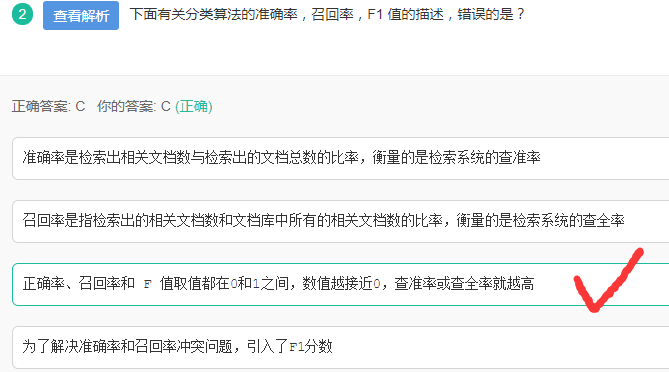 2 查看解析 下面有关分类算法的准确率，召回率，F1 值的描述，错误的是？
正确答案: C 你的答案: C (正确)
准确率是检索出相关文档数与检索出的文档总数的比率，衡量的是检索系统的查准率
召回率是指检索出的相关文档数和文档库中所有的相关文档数的比率，衡量的是检索系统的查全率
正确率、召回率和 F 值取值都在0和1之间，数值越接近0，查准率或查全率就越高
为了解决准确率和召回率冲突问题，引入了F1分数